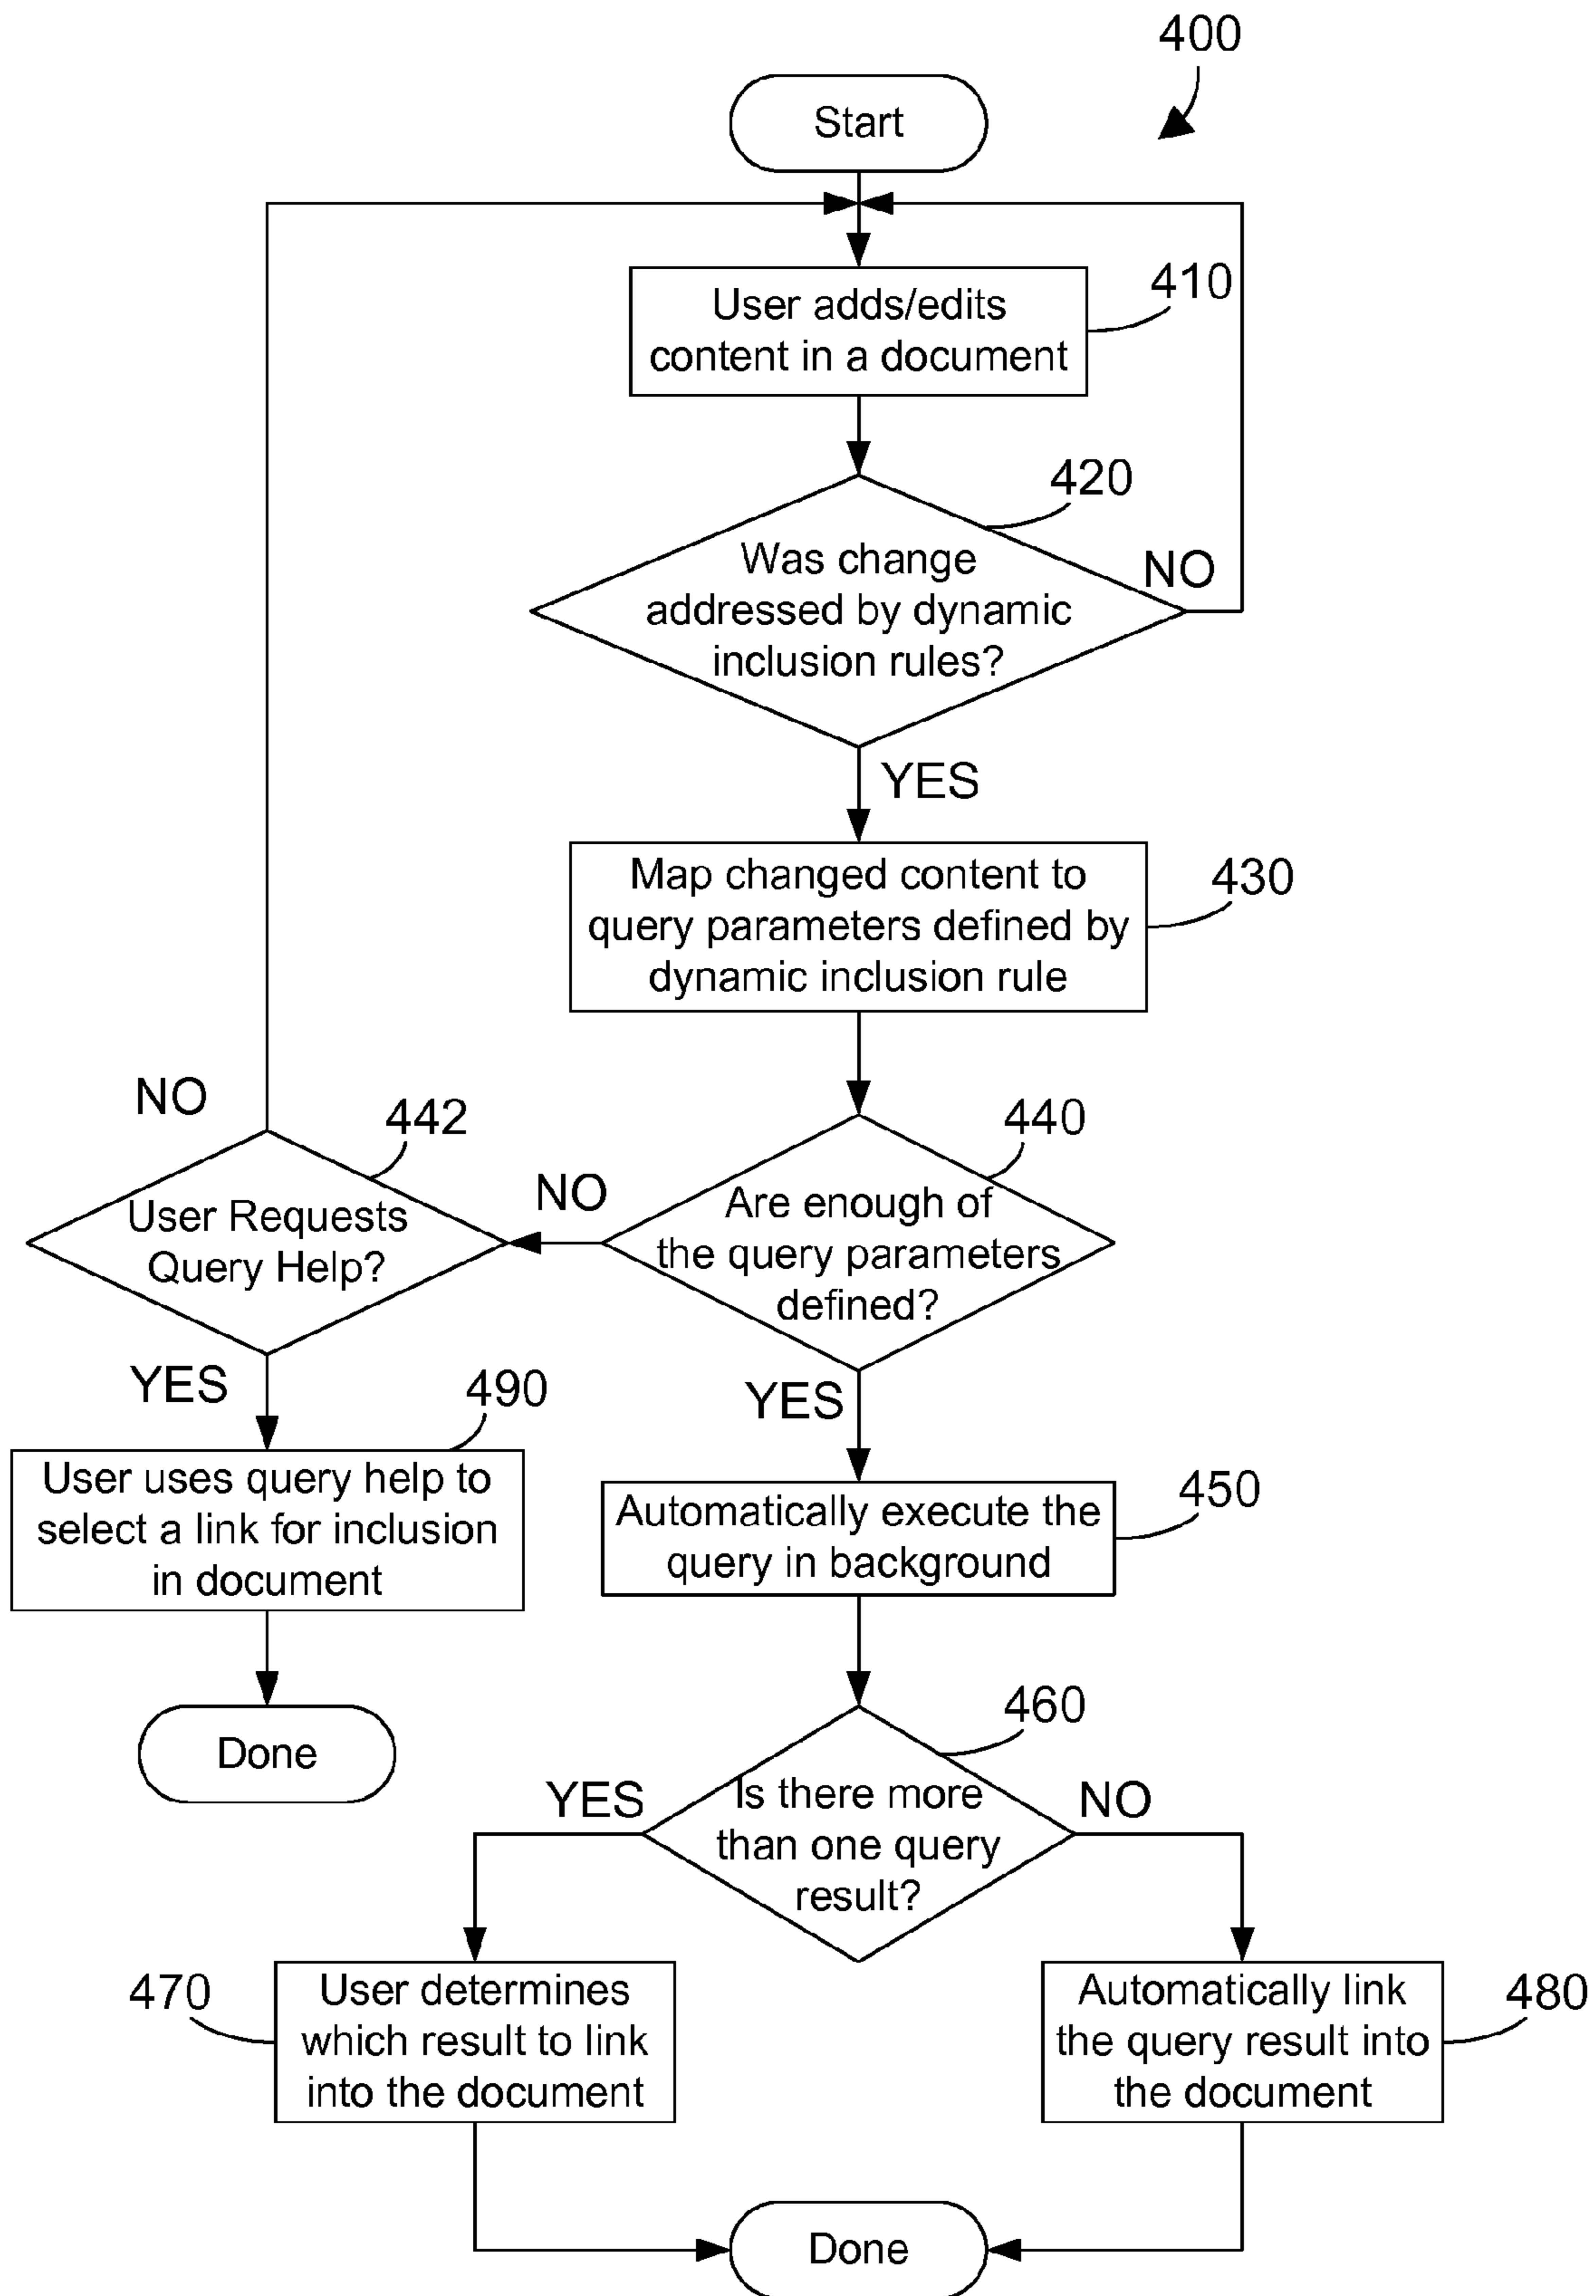 400
Start
410
User adds/edits
content in a document
420
Was change
addressed by dynamic
inclusion rules?
NO
YES
Map changed content to
query parameters defined by
dynamic inclusion rule
430
NO
442
440
User Requests
Query Help?
NO
Are enough of
the query parameters
defined?
YES
490
YES
User uses query help to
select a link for inclusion
in document
Automatically execute the
query in background
450
Done
460
YES
Is there more
than one query
result?
NO
470
User determines
which result to link
into the document
Automatically link
the query result into
the document
480
Done